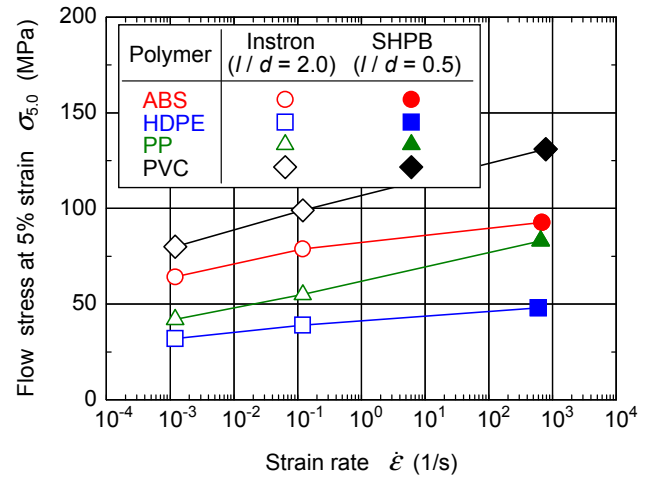 200
150
100
50
0
Flow stress at 5% strain σ5.0 (MPa)
Polymer Instron SHPB
(l / d = 2.0) (l / d = 0.5)
ABS
HDPE
PP
PVC
10-4 10-3 10-2 10-1 100 101 102 103 104
Strain rate ε̇ (1/s)